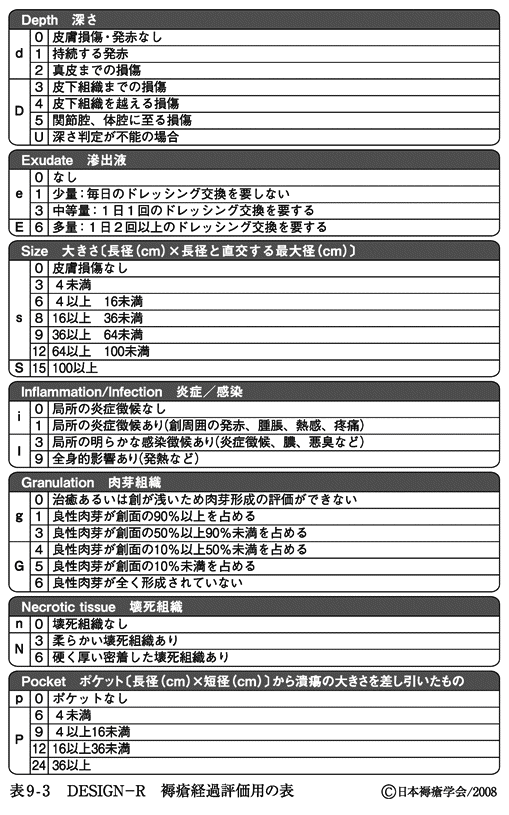 Depth 深さ
d 0 皮膚損傷・発赤なし
1 持続する発赤
2 真皮までの損傷
D 3 皮下組織までの損傷
4 皮下組織を越える損傷
5 関節腔、体腔に至る損傷
U 深さ判定が不能の場合
Exudate 滲出液
e 0 なし
1 少量:毎日のドレッシング交換を要しない
3 中等量:1日1回のドレッシング交換を要する
E 6 多量:1日2回以上のドレッシング交換を要する
Size 大きさ〔長径(cm)×長径と直交する最大径(cm)〕
s 0 皮膚損傷なし
3 4未満
6 4以上 16未満
8 16以上 36未満
9 36以上 64未満
12 64以上 100未満
S 15 100以上
Inflammation/Infection 炎症/感染
i 0 局所の炎症徴候なし
1 局所の炎症徴候あり(創周囲の発赤、腫脹、熱感、疼痛)
I 3 局所の明らかな感染徴候あり(炎症徴候、膿、悪臭など)
9 全身的影響あり(発熱など)
Granulation 肉芽組織
g 0 治癒あるいは創が浅いため肉芽形成の評価ができない
1 良性肉芽が創面の90%以上を占める
3 良性肉芽が創面の50%以上90%未満を占める
G 4 良性肉芽が創面の10%以上50%未満を占める
5 良性肉芽が創面の10%未満を占める
6 良性肉芽が全く形成されていない
Necrotic tissue 壊死組織
n 0 壊死組織なし
N 3 柔らかい壊死組織あり
6 硬く厚い密着した壊死組織あり
Pocket ポケット〔長径(cm)×短径(cm)〕から潰瘍の大きさを差し引いたもの
p 0 ポケットなし
P 6 4未満
9 4以上16未満
12 16以上36未満
24 36以上
表9-3 DESIGN-R 褥瘡経過評価用の表 ©日本褥瘡学会/2008